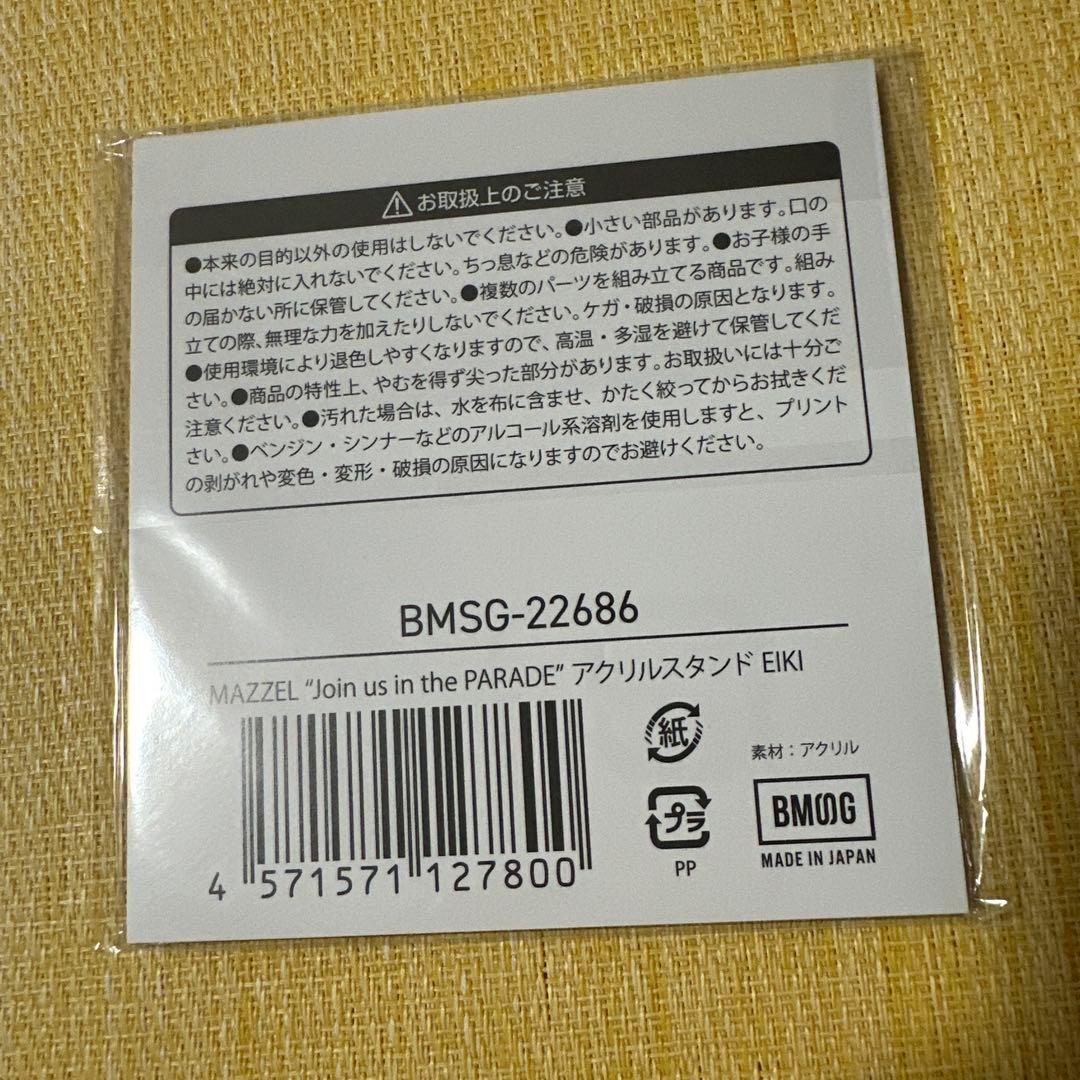 ⚠お取扱上のご注意
●本来の目的以外の使用はしないでください。●小さい部品があります。口の
中には絶対に入れないでください。ちっ息などの危険があります。●お子様の手
の届かない所に保管してください。●複数のパーツを組み立てる商品です。組み
立ての際、無理な力を加えたりしないでください。ケガ・破損の原因となります。
●使用環境により退色しやすくなりますので、高温・多湿を避けて保管してくだ
さい。●商品の特性上、やむを得ず尖った部分があります。お取扱いには十分ご
注意ください。●汚れた場合は、水を布に含ませ、かたく絞ってからお拭きくだ
さい。●ベンジン・シンナーなどのアルコール系溶剤を使用しますと、プリント
の剥がれや変色・変形・破損の原因になりますのでお避けください。
BMSG-22686
MAZZEL “Join us in the PARADE” アクリルスタンド EIKI
4 571571 127800
紙
プラ
PP
素材：アクリル
BMSG
MADE IN JAPAN